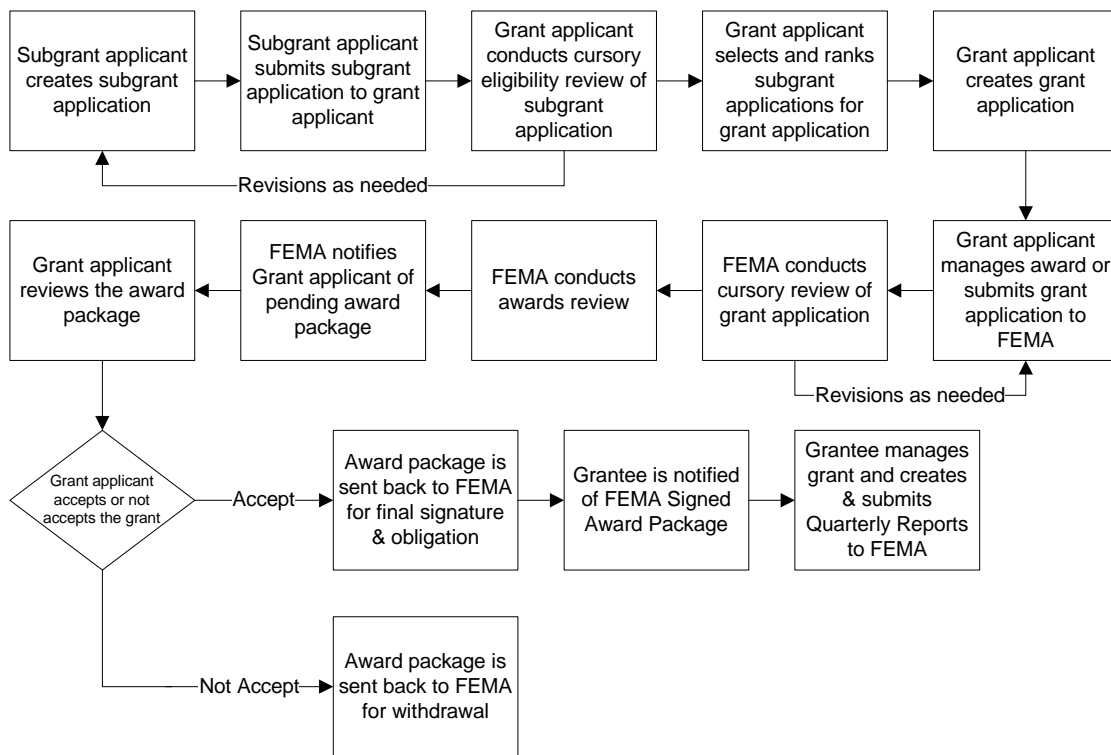 Subgrant applicant
creates subgrant
application
Subgrant applicant
submits subgrant
application to grant
applicant
Grant applicant
conducts cursory
eligibility review of
subgrant
application
Grant applicant
selects and ranks
subgrant
applications for
grant application
Grant applicant
creates grant
application
Revisions as needed
Grant applicant
reviews the award
package
FEMA notifies
Grant applicant of
pending award
package
FEMA conducts
awards review
FEMA conducts
cursory review of
grant application
Grant applicant
manages award or
submits grant
application to
FEMA
Revisions as needed
Grant applicant
accepts or not
accepts the grant
Accept
Award package is
sent back to FEMA
for final signature
& obligation
Grantee is notified
of FEMA Signed
Award Package
Grantee manages
grant and creates
& submits
Quarterly Reports
to FEMA
Not Accept
Award package is
sent back to FEMA
for withdrawal